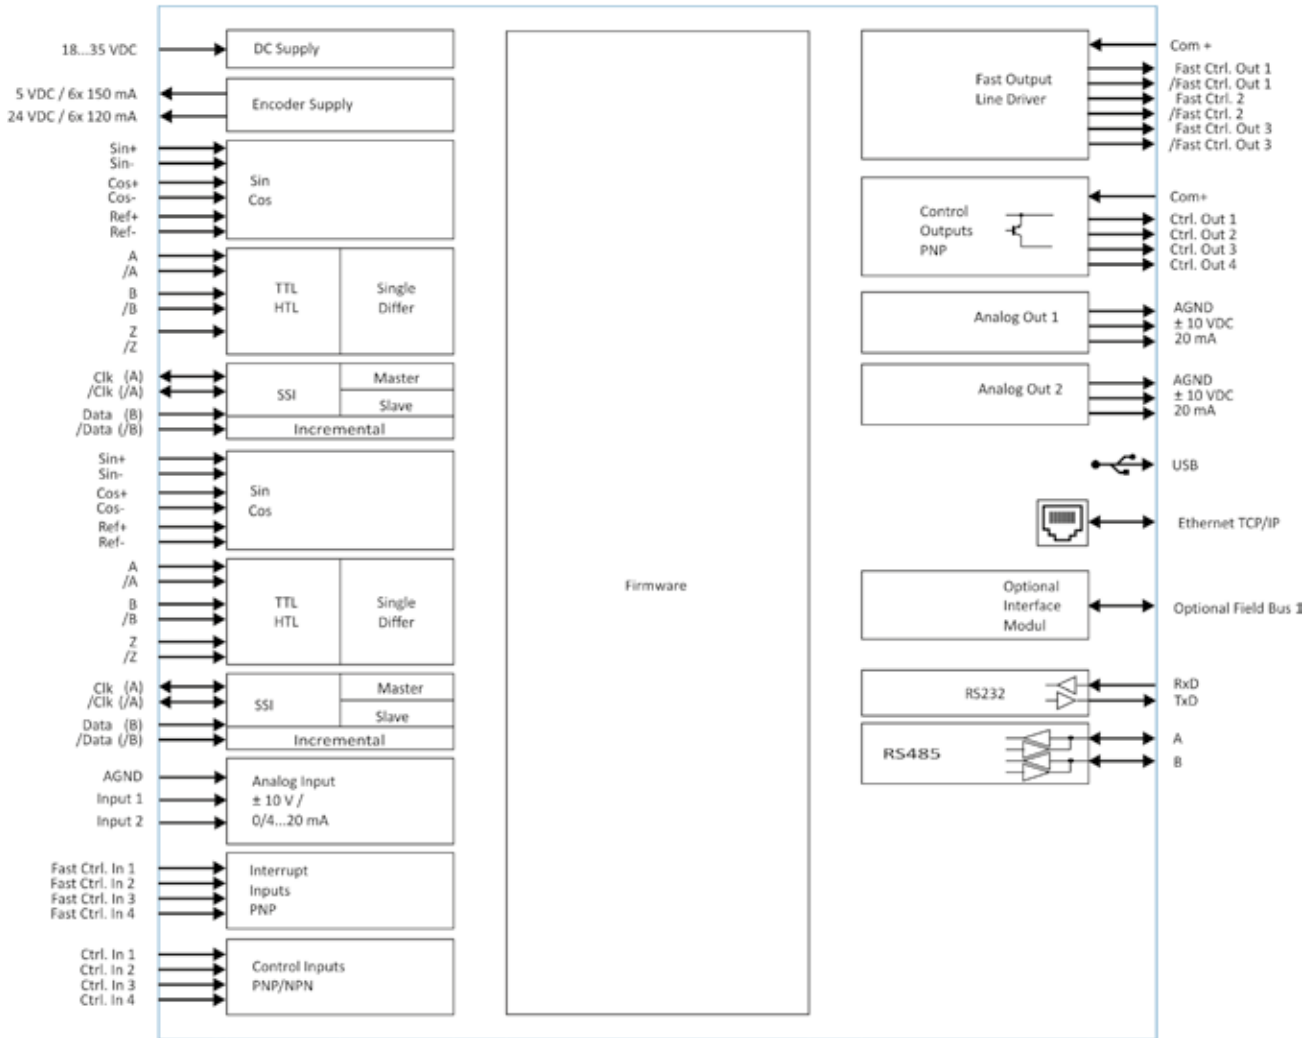 18...35 VDC
DC Supply
5 VDC / 6x 150 mA
24 VDC / 6x 120 mA
Encoder Supply
Sin+
Sin-
Cos+
Cos-
Ref+
Ref-
Sin
Cos
A
/A
B
/B
Z
/Z
TTL
HTL
Single
Differ
Clk (A)
/Clk (/A)
Data (B)
/Data (/B)
SSI
Master
Slave
Incremental
Sin+
Sin-
Cos+
Cos-
Ref+
Ref-
Sin
Cos
A
/A
B
/B
Z
/Z
TTL
HTL
Single
Differ
Clk (A)
/Clk (/A)
Data (B)
/Data (/B)
SSI
Master
Slave
Incremental
AGND
Input 1
Input 2
Analog Input
± 10 V /
0/4...20 mA
Fast Ctrl. In 1
Fast Ctrl. In 2
Fast Ctrl. In 3
Fast Ctrl. In 4
Interrupt
Inputs
PNP
Ctrl. In 1
Ctrl. In 2
Ctrl. In 3
Ctrl. In 4
Control Inputs
PNP/NPN
Firmware
Fast Output
Line Driver
Com +
Fast Ctrl. Out 1
/Fast Ctrl. Out 1
Fast Ctrl. 2
/Fast Ctrl. 2
Fast Ctrl. Out 3
/Fast Ctrl. Out 3
Control
Outputs
PNP
Com+
Ctrl. Out 1
Ctrl. Out 2
Ctrl. Out 3
Ctrl. Out 4
Analog Out 1
AGND
± 10 VDC
20 mA
Analog Out 2
AGND
± 10 VDC
20 mA
USB
Ethernet TCP/IP
Optional
Interface
Modul
Optional Field Bus 1
RS232
RxD
TxD
RS485
A
B